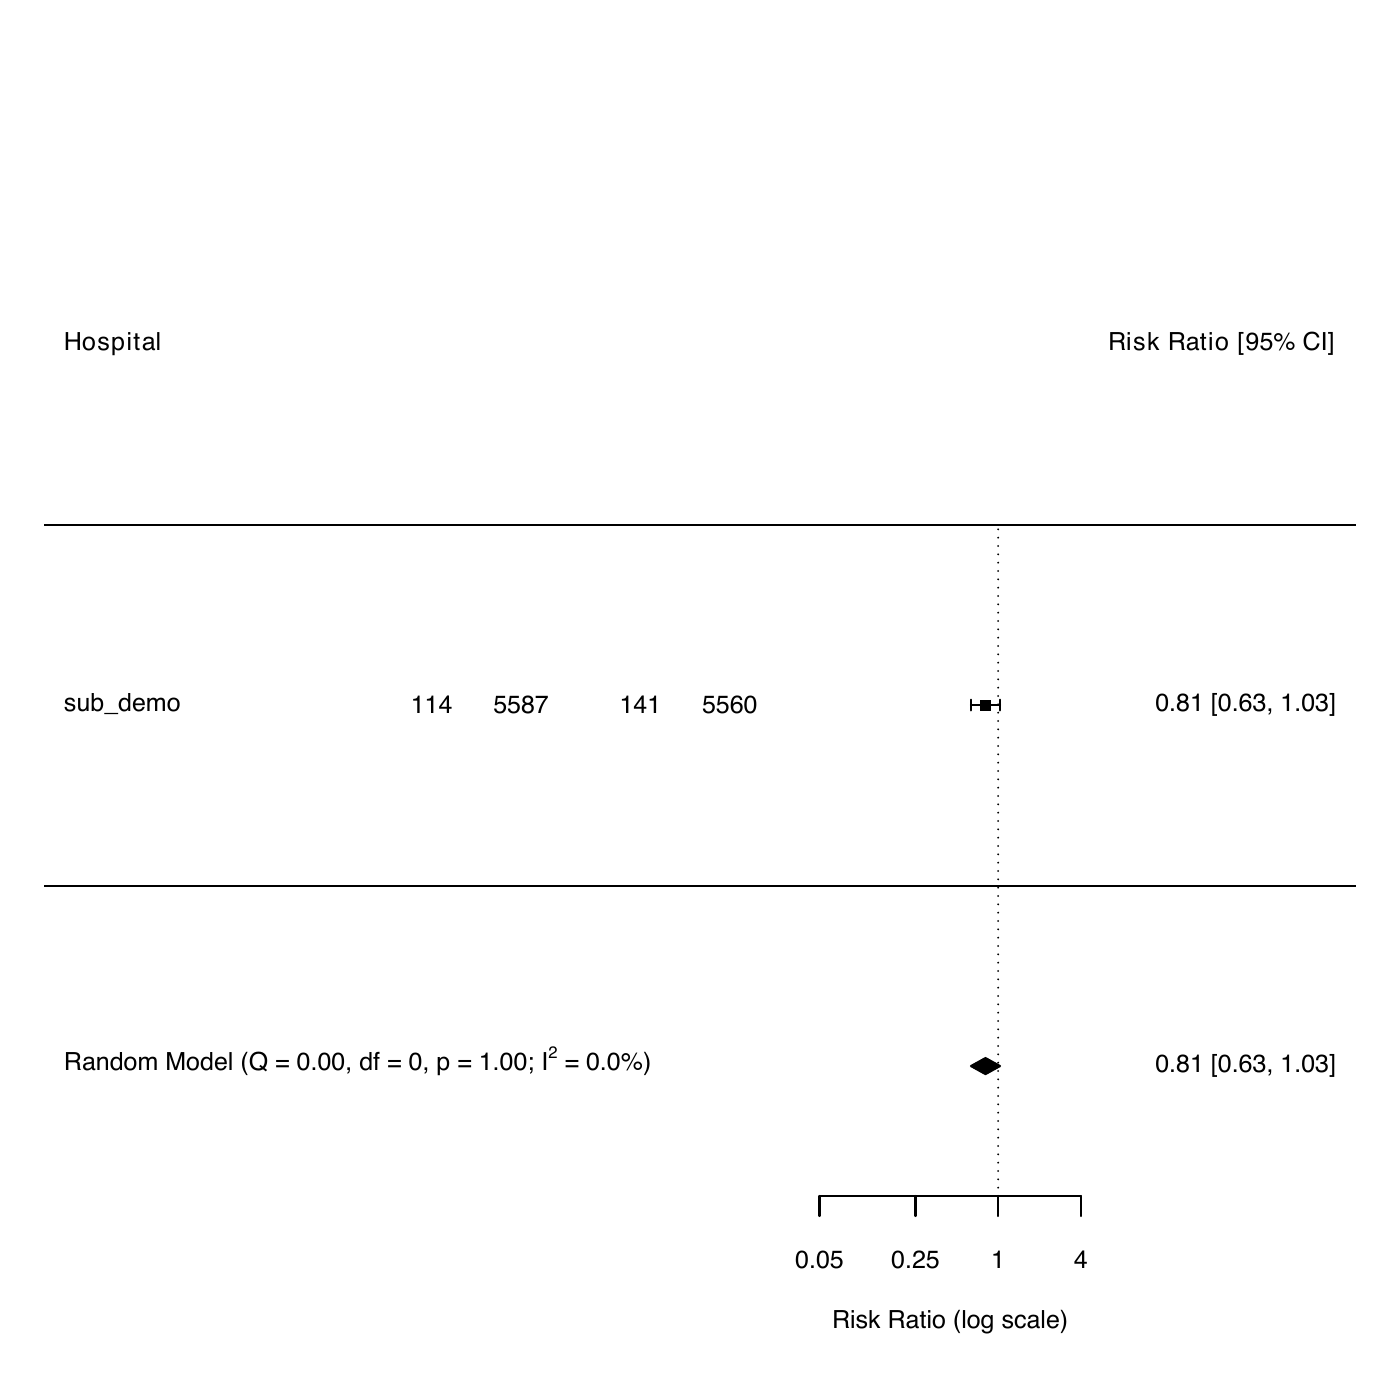 Hospital Risk Ratio [95% CI]
sub_demo 114 5587 141 5560 0.81 [0.63, 1.03]
Random Model (Q = 0.00, df = 0, p = 1.00; I² = 0.0%) 0.81 [0.63, 1.03]
0.05 0.25 1 4
Risk Ratio (log scale)